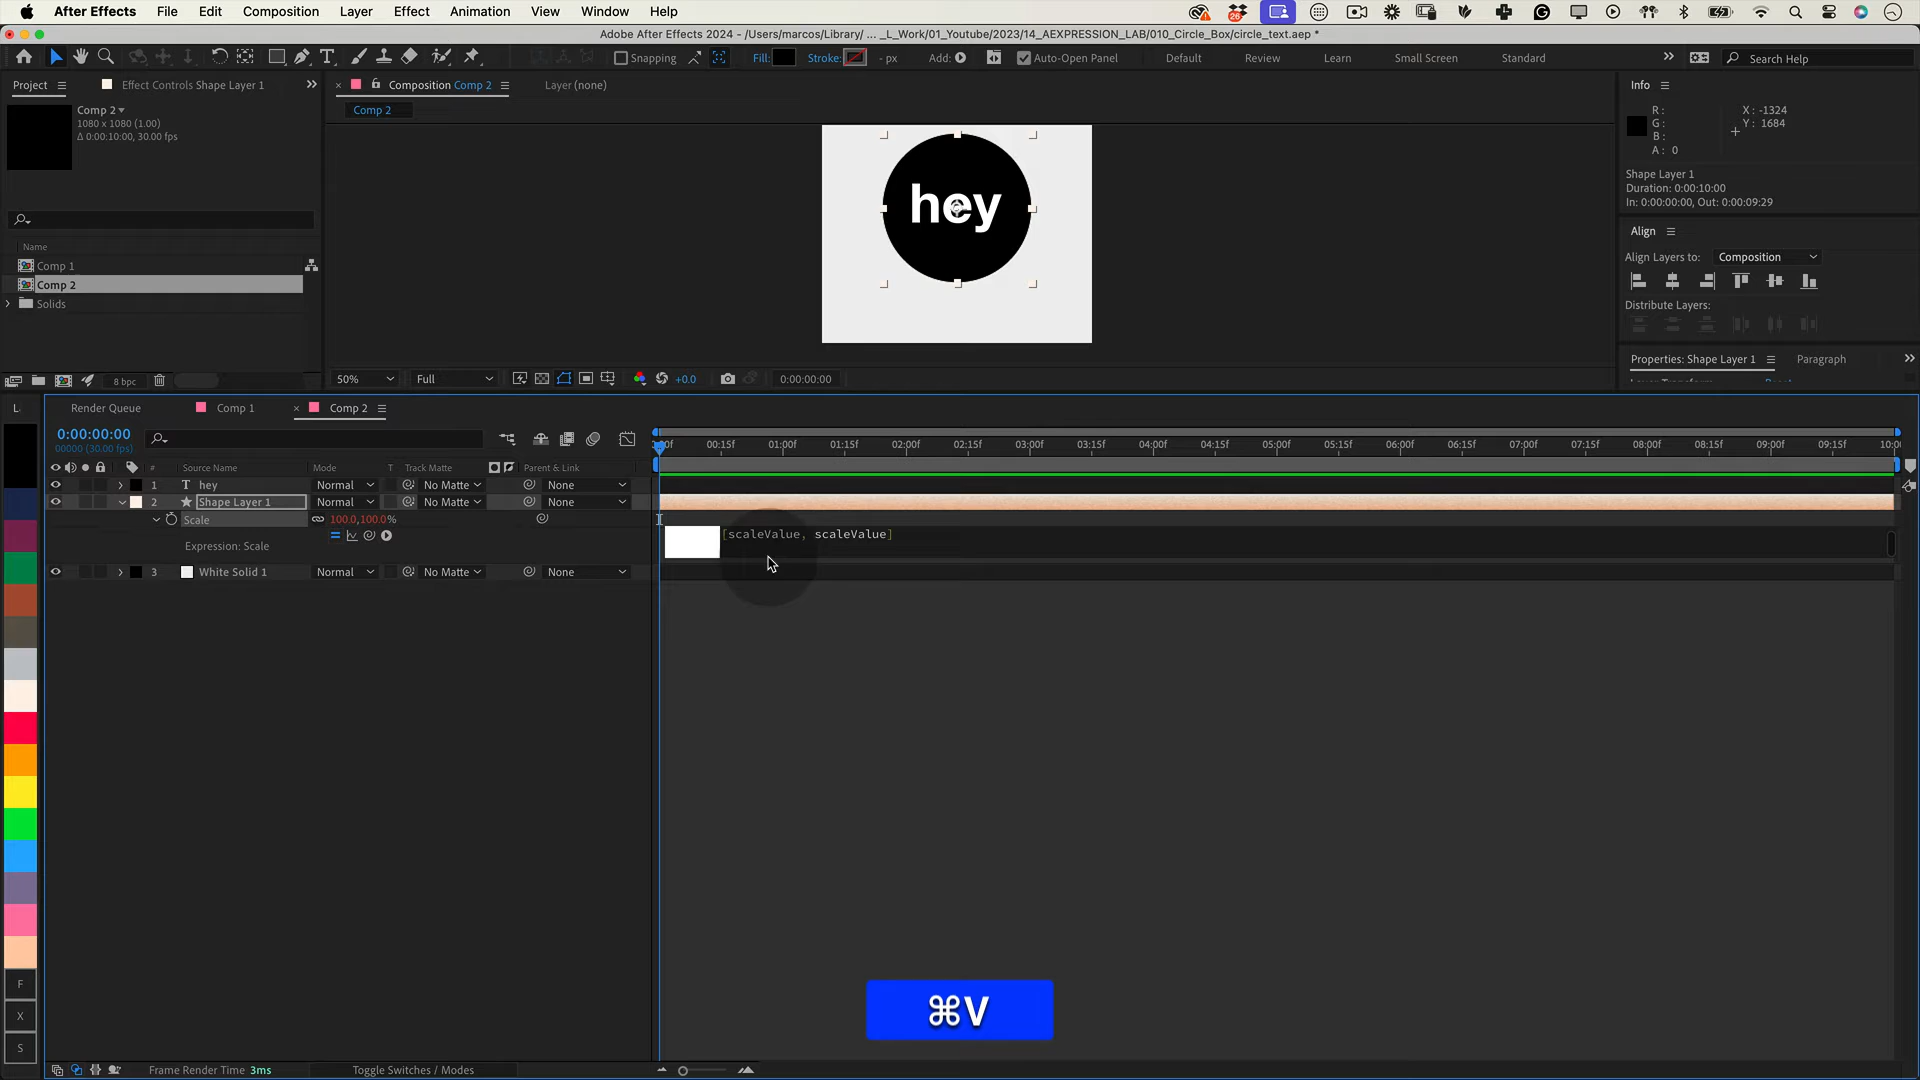 After Effects File Edit Composition Layer Effect Animation View Window Help
Adobe After Effects 2024 - /Users/marcos/Library/ ... _L_Work/01_Youtube/2023/14_AEXPRESSION_LAB/010_Circle_Box/circle_text.aep *
Snapping Fill: Stroke: - px Add: Auto-Open Panel Default Review Learn Small Screen Standard Search Help
Project Effect Controls Shape Layer 1 Composition Comp 2 Layer (none) Info
Comp 2
1080 x 1080 (1.00)
Δ 0:00:10:00, 30.00 fps
Comp 2
R:
G:
B:
A: 0
X: -1324
Y: 1684
Shape Layer 1
Duration: 0:00:10:00
In: 0:00:00:00, Out: 0:00:09:29
hey
Align
Align Layers to: Composition
Distribute Layers:
Name
Comp 1
Comp 2
Solids
Properties: Shape Layer 1 Paragraph
8 bpc 50% Full +0.0 0:00:00:00
Render Queue Comp 1 Comp 2
0:00:00:00
00000 (30.00 fps)
00:15f 01:00f 01:15f 02:00f 02:15f 03:00f 03:15f 04:00f 04:15f 05:00f 05:15f 06:00f 06:15f 07:00f 07:15f 08:00f 08:15f 09:00f 09:15f
# Source Name Mode T Track Matte Parent & Link
1 T hey Normal No Matte None
2 Shape Layer 1 Normal No Matte None
Scale 100.0,100.0%
Expression: Scale
[scaleValue, scaleValue]
3 White Solid 1 Normal No Matte None
F
X
S
⌘V
Frame Render Time 3ms Toggle Switches / Modes